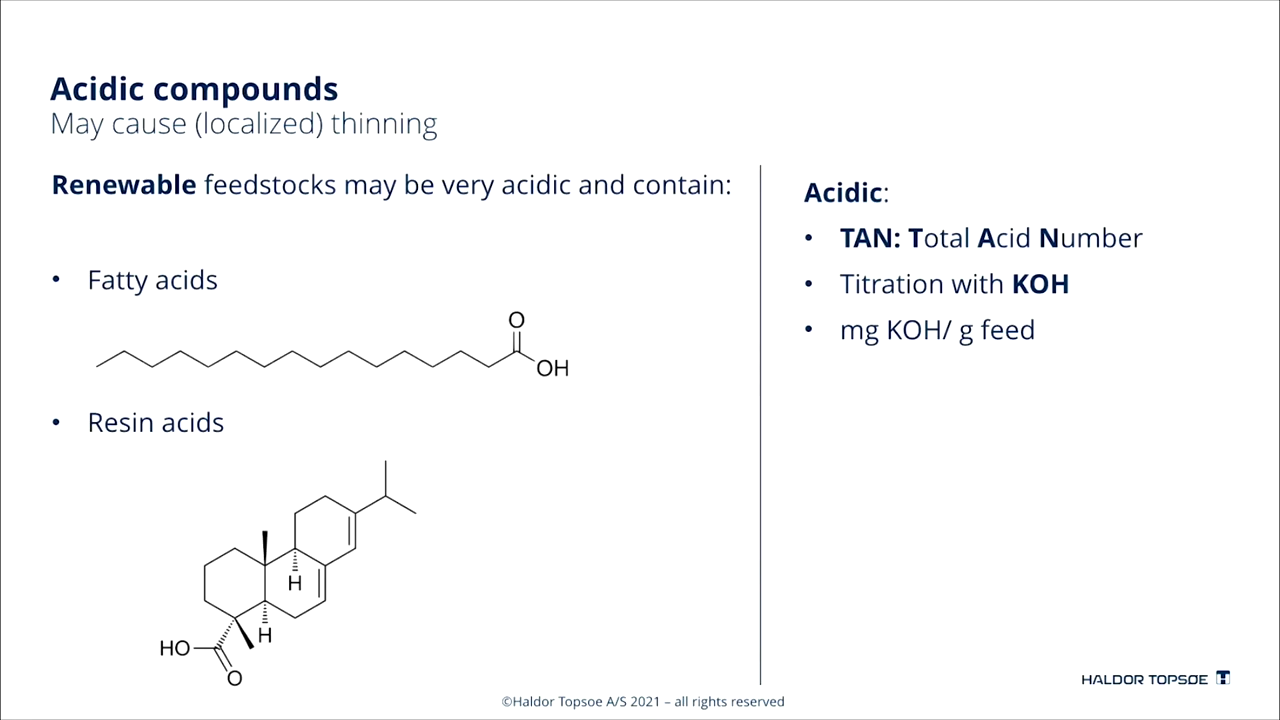 Acidic compounds
May cause (localized) thinning
Renewable feedstocks may be very acidic and contain:
• Fatty acids
O
OH
• Resin acids
H
H
HO
O
Acidic:
• TAN: Total Acid Number
• Titration with KOH
• mg KOH/ g feed
HALDOR TOPSØE
©Haldor Topsoe A/S 2021 – all rights reserved